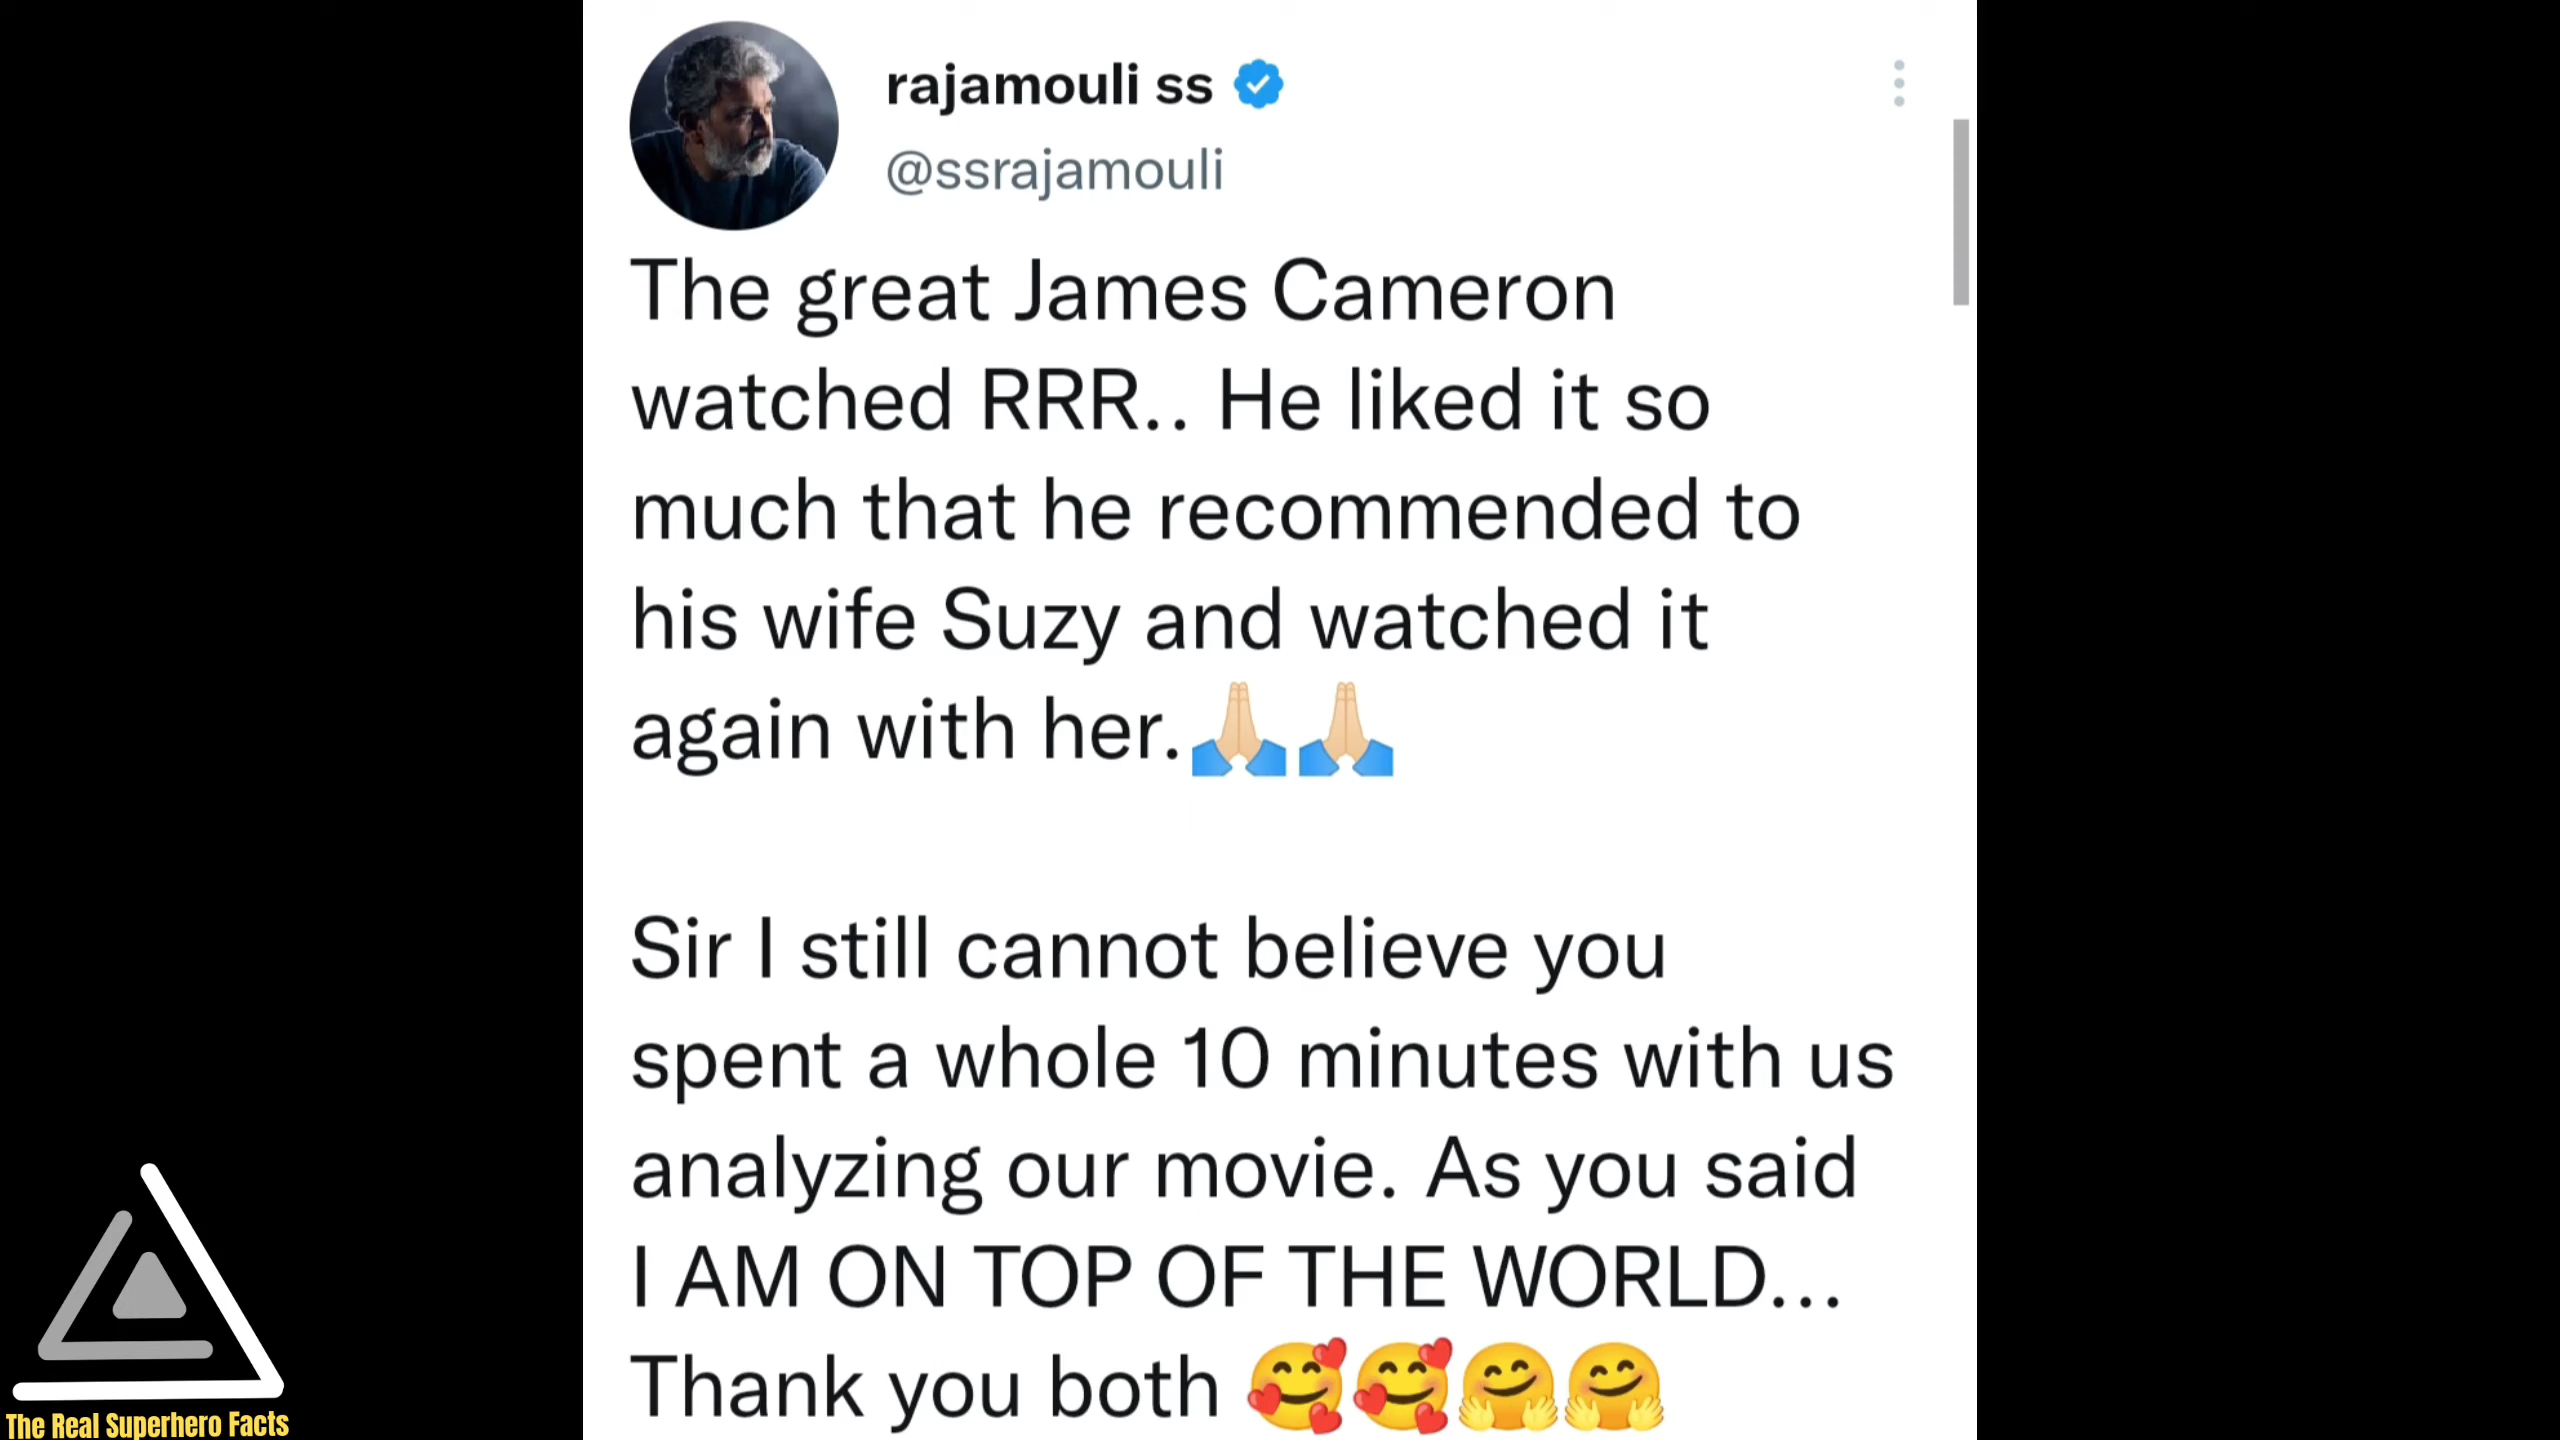 rajamouli ss
@ssrajamouli
The great James Cameron
watched RRR.. He liked it so
much that he recommended to
his wife Suzy and watched it
again with her.🙏🏻🙏🏻
Sir I still cannot believe you
spent a whole 10 minutes with us
analyzing our movie. As you said
I AM ON TOP OF THE WORLD...
Thank you both 🥰🥰🤗🤗
The Real Superhero Facts